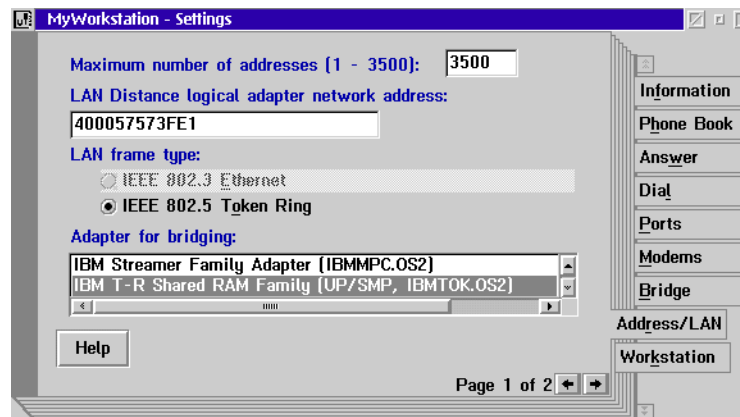 MyWorkstation - Settings
Maximum number of addresses (1 - 3500): 3500
LAN Distance logical adapter network address:
400057573FE1
LAN frame type:
IEEE 802.3 Ethernet
IEEE 802.5 Token Ring
Adapter for bridging:
IBM Streamer Family Adapter (IBMMPC.OS2)
IBM T-R Shared RAM Family (UP/SMP, IBMTOK.OS2)
Help
Page 1 of 2
Information
Phone Book
Answer
Dial
Ports
Modems
Bridge
Address/LAN
Workstation